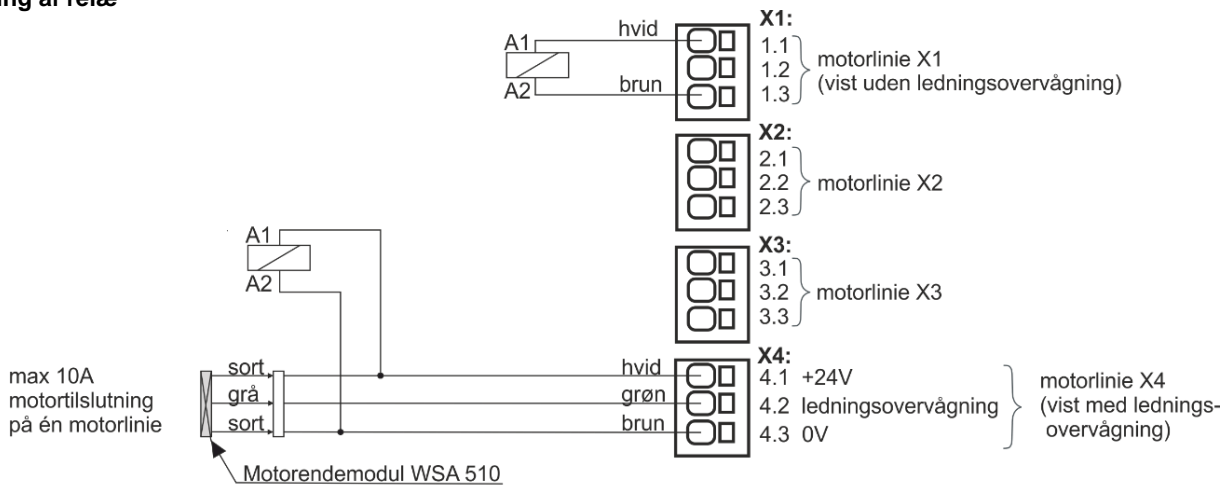 ng af relæ
X1:
hvid
A1
1.1
1.2
motorlinie X1
(vist uden ledningsovervågning)
A2
brun
1.3
X2:
2.1
2.2
motorlinie X2
2.3
A1
X3:
3.1
A2
3.2
motorlinie X3
3.3
X4:
sort
hvid
4.1 +24V
max 10A
motortilslutning
på én motorlinie
grå
grøn
4.2 ledningsovervågning
motorlinie X4
(vist med lednings-
overvågning)
sort
brun
4.3 0V
Motorendemodul WSA 510